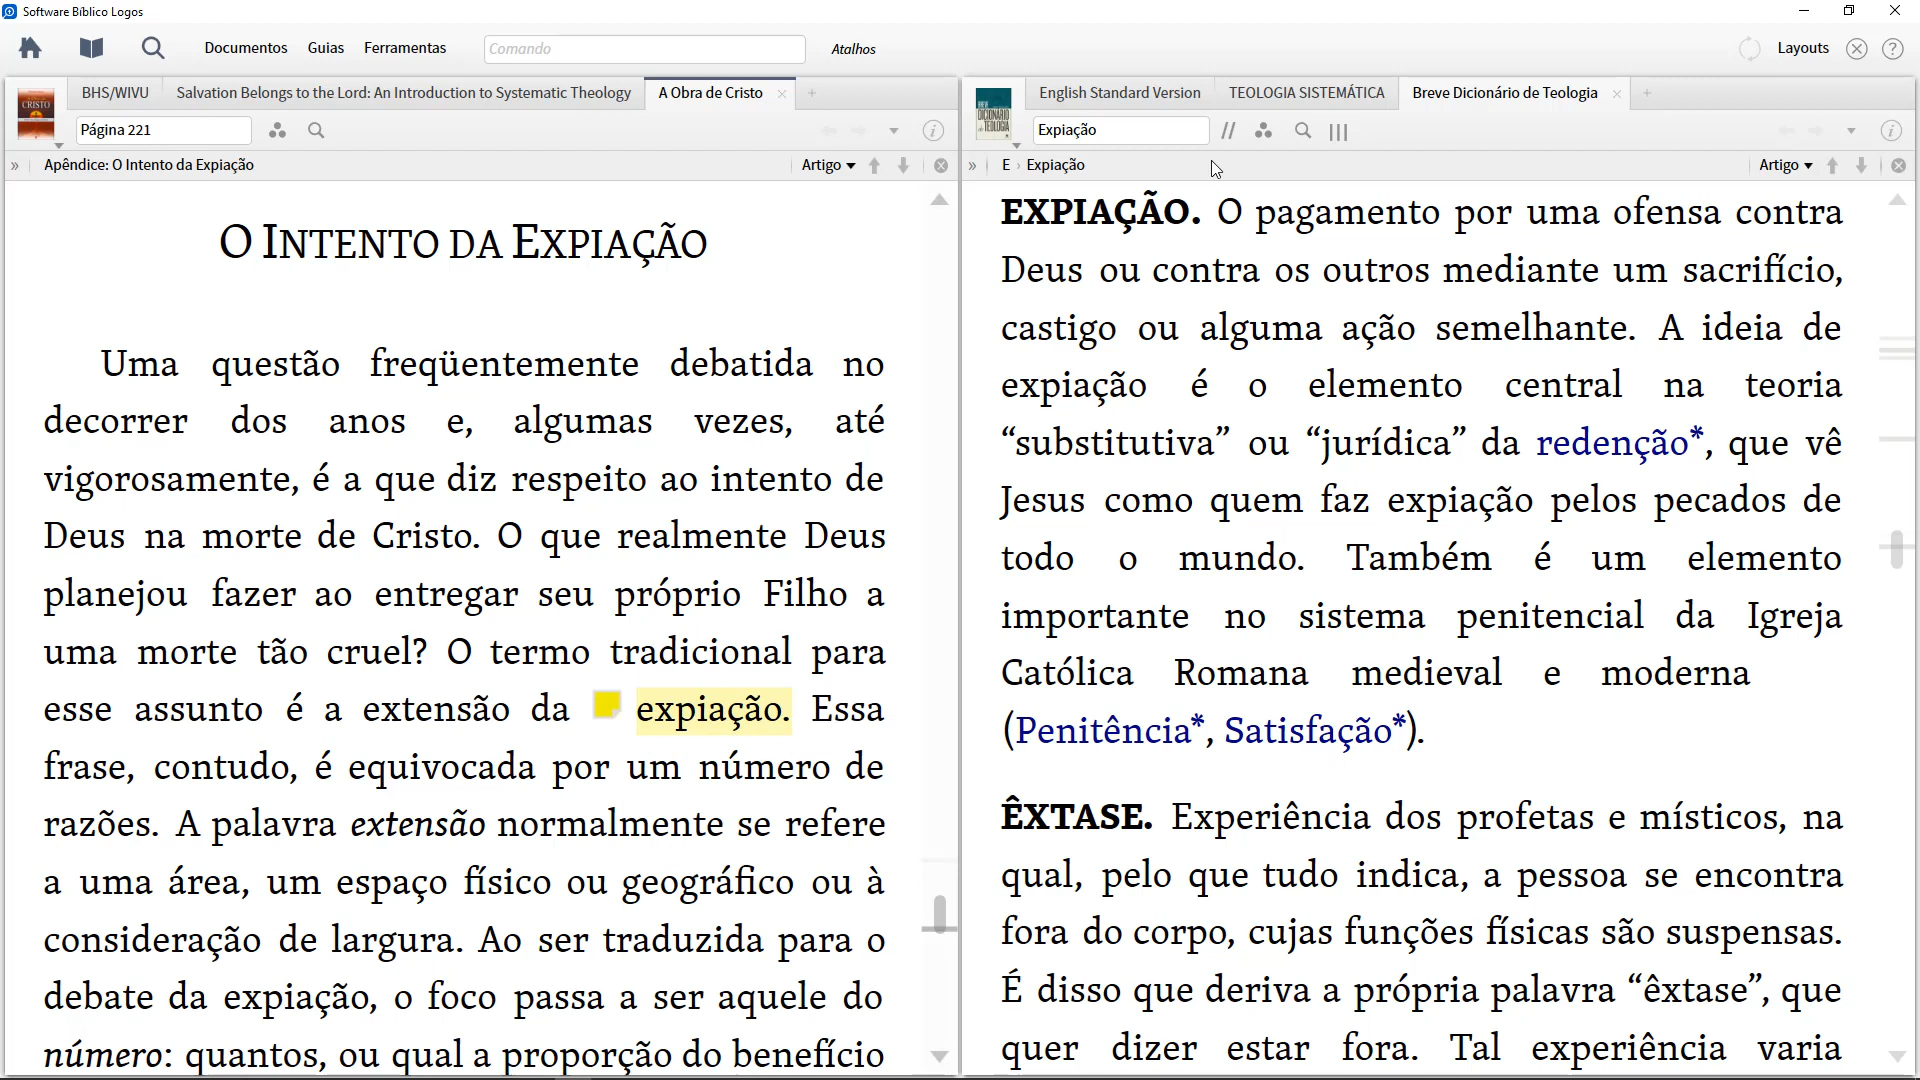 Software Bíblico Logos
Documentos Guias Ferramentas Comando Atalhos Layouts
BHS/WIVU Salvation Belongs to the Lord: An Introduction to Systematic Theology A Obra de Cristo
CRISTO
Página 221
Apêndice: O Intento da Expiação Artigo
O INTENTO DA EXPIAÇÃO
Uma questão freqüentemente debatida no
decorrer dos anos e, algumas vezes, até
vigorosamente, é a que diz respeito ao intento de
Deus na morte de Cristo. O que realmente Deus
planejou fazer ao entregar seu próprio Filho a
uma morte tão cruel? O termo tradicional para
esse assunto é a extensão da expiação. Essa
frase, contudo, é equivocada por um número de
razões. A palavra extensão normalmente se refere
a uma área, um espaço físico ou geográfico ou à
consideração de largura. Ao ser traduzida para o
debate da expiação, o foco passa a ser aquele do
número: quantos, ou qual a proporção do benefício
English Standard Version TEOLOGIA SISTEMÁTICA Breve Dicionário de Teologia
BREVE
DICIONÁRIO
DE TEOLOGIA
Expiação
E › Expiação Artigo
EXPIAÇÃO. O pagamento por uma ofensa contra
Deus ou contra os outros mediante um sacrifício,
castigo ou alguma ação semelhante. A ideia de
expiação é o elemento central na teoria
“substitutiva” ou “jurídica” da redenção*, que vê
Jesus como quem faz expiação pelos pecados de
todo o mundo. Também é um elemento
importante no sistema penitencial da Igreja
Católica Romana medieval e moderna
(Penitência*, Satisfação*).
ÊXTASE. Experiência dos profetas e místicos, na
qual, pelo que tudo indica, a pessoa se encontra
fora do corpo, cujas funções físicas são suspensas.
É disso que deriva a própria palavra “êxtase”, que
quer dizer estar fora. Tal experiência varia